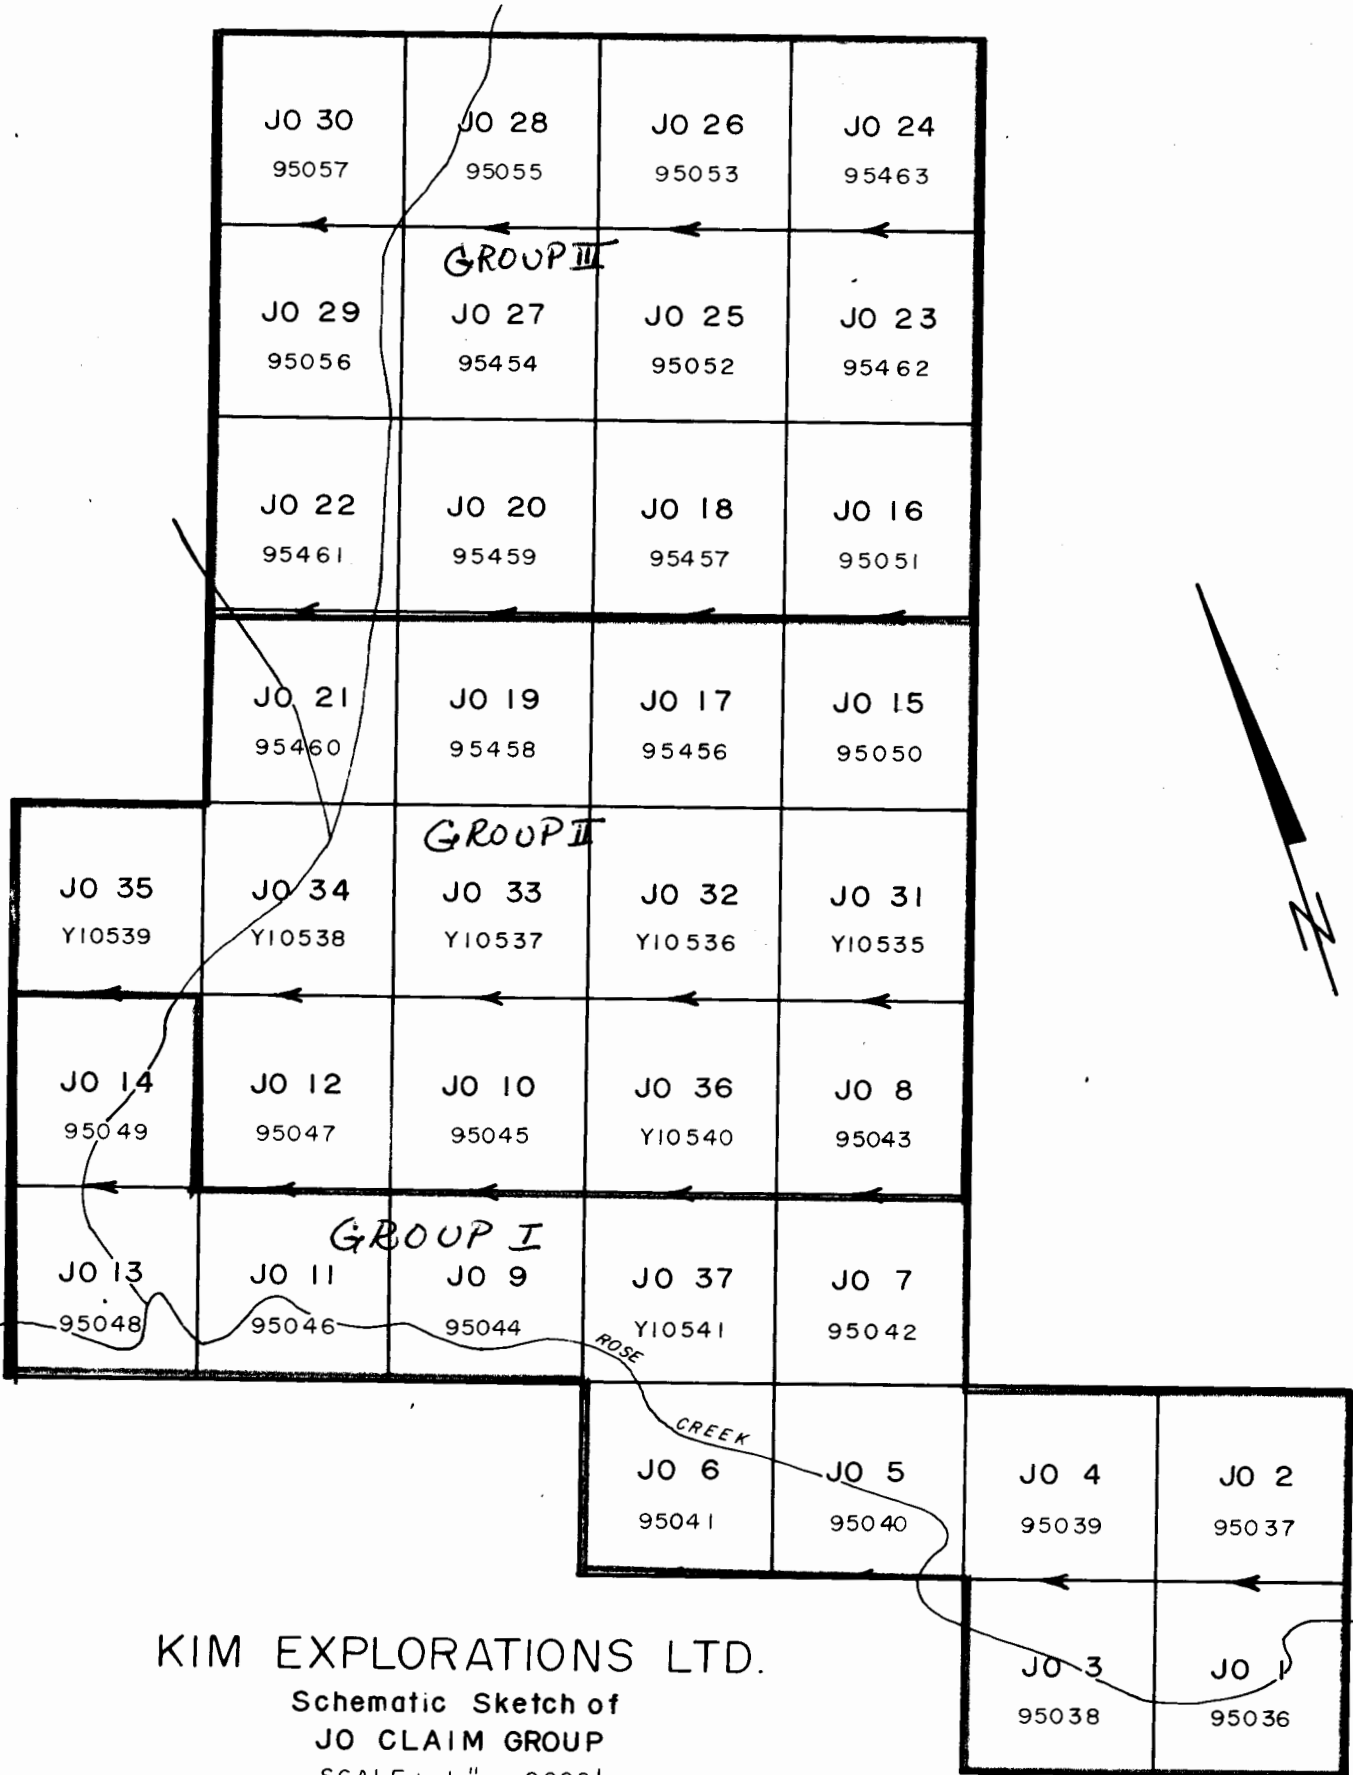 JO 30 JO 28 JO 26 JO 24
95057 95055 95053 95463
GROUP III
JO 29 JO 27 JO 25 JO 23
95056 95454 95052 95462
JO 22 JO 20 JO 18 JO 16
95461 95459 95457 95051
JO 21 JO 19 JO 17 JO 15
95460 95458 95456 95050
GROUP II
JO 35 JO 34 JO 33 JO 32 JO 31
Y10539 Y10538 Y10537 Y10536 Y10535
N
JO 14 JO 12 JO 10 JO 36 JO 8
95049 95047 95045 Y10540 95043
GROUP I
JO 13 JO 11 JO 9 JO 37 JO 7
95048 95046 95044 Y10541 95042
ROSE CREEK
JO 6 JO 5 JO 4 JO 2
95041 95040 95039 95037
JO 3 JO 1
95038 95036
KIM EXPLORATIONS LTD.
Schematic Sketch of
JO CLAIM GROUP